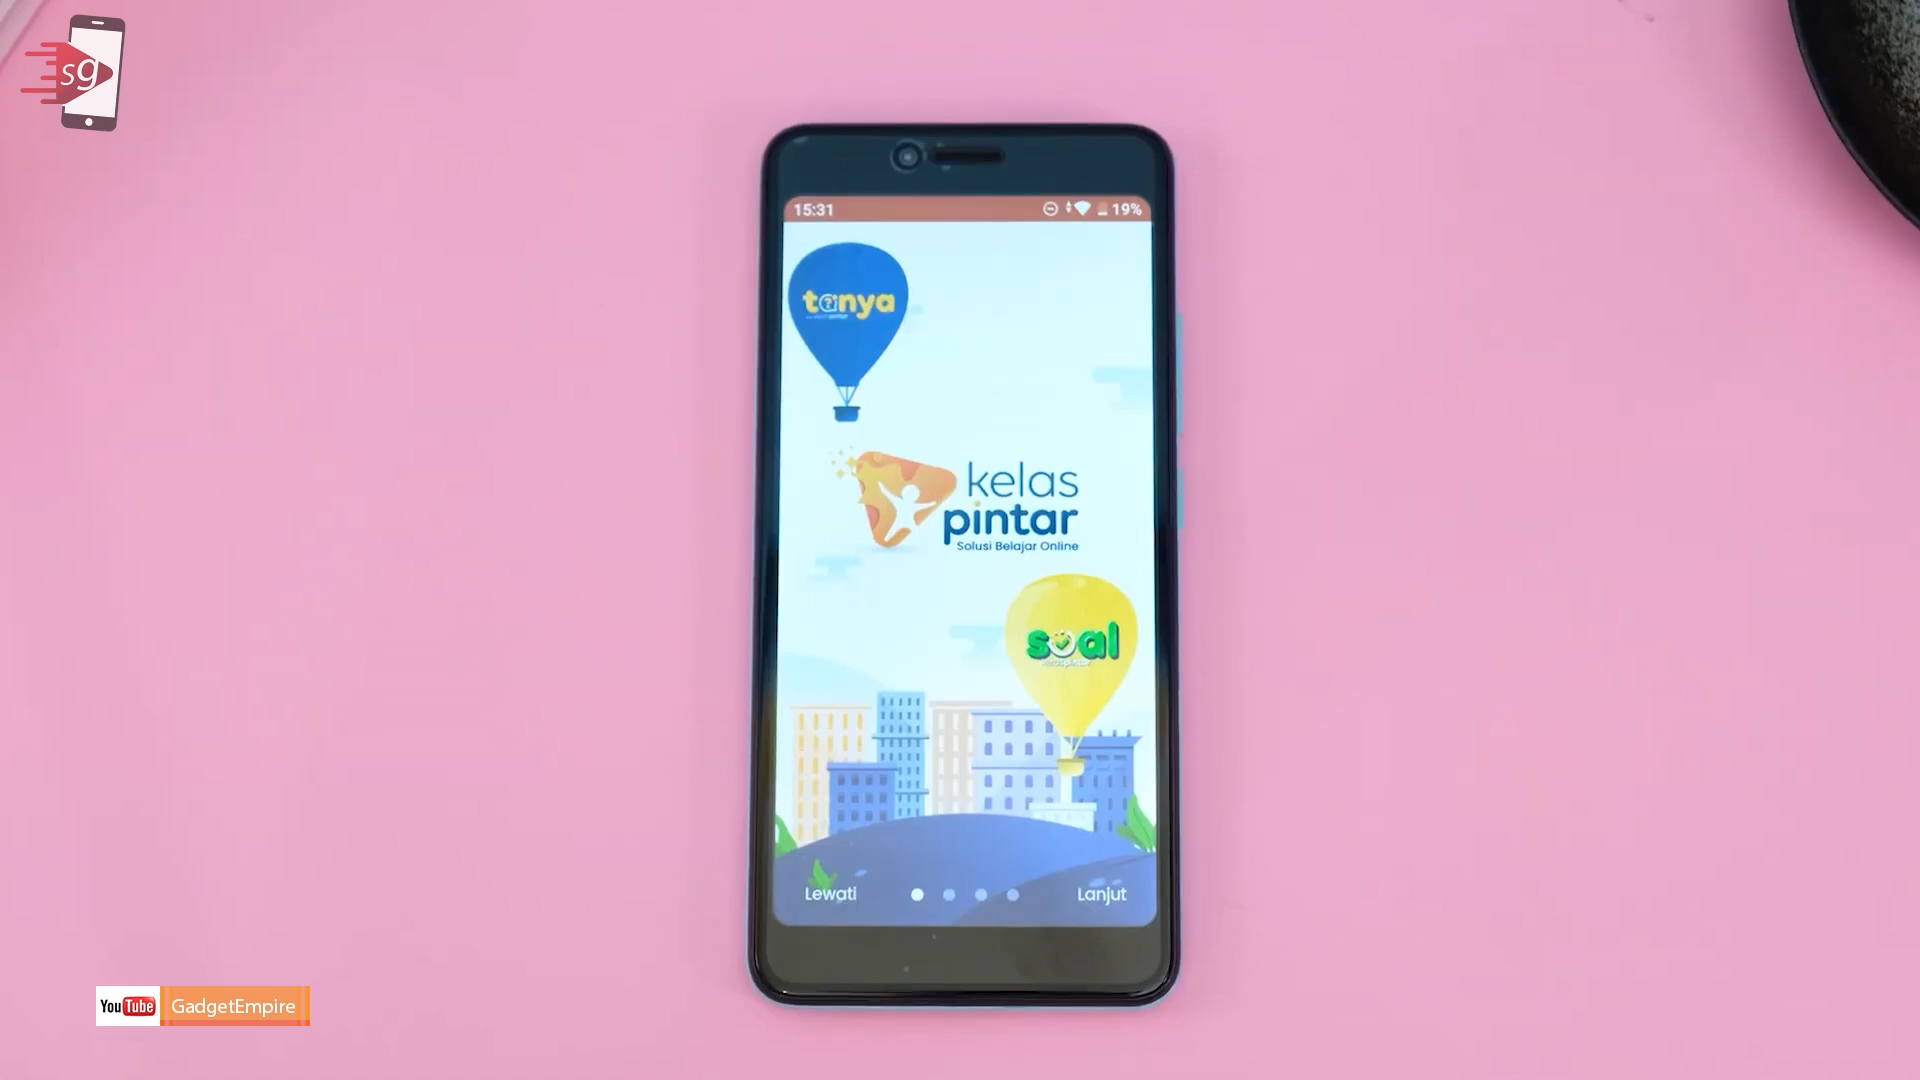 sg
15:31
19%
tanya
kelas
pintar
Solusi Belajar Online
soal
Lewati
Lanjut
YouTube GadgetEmpire